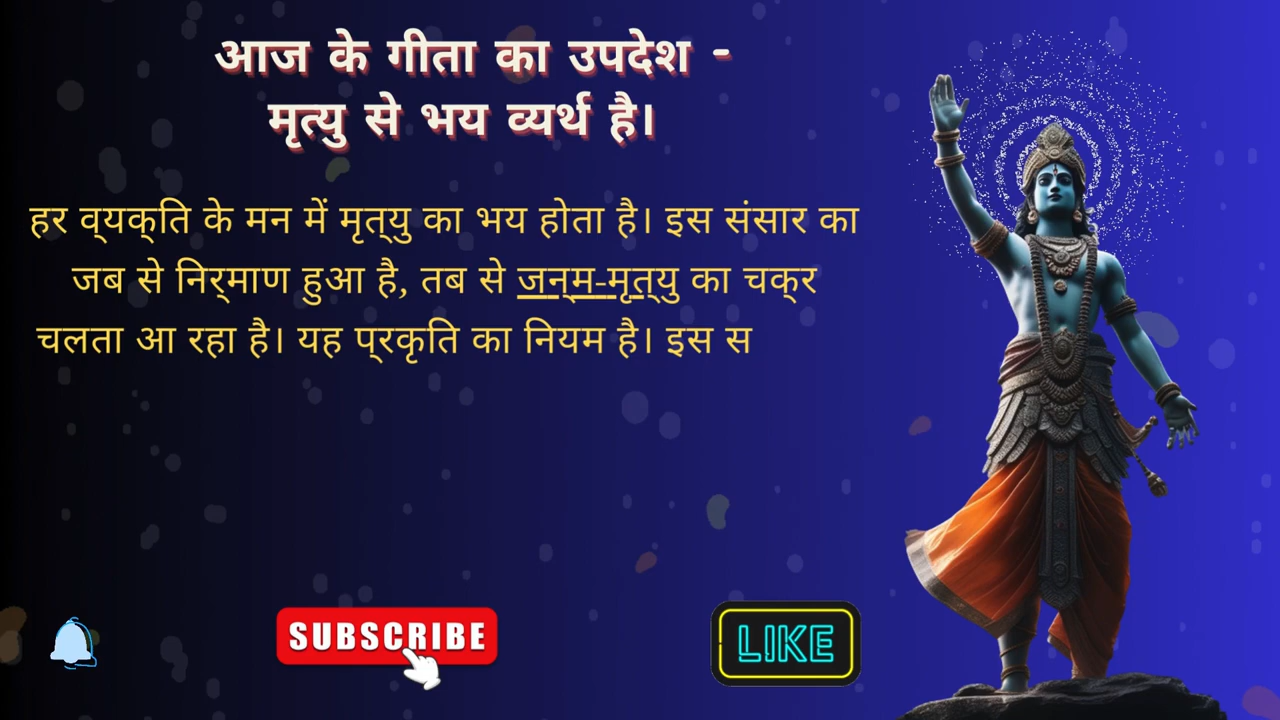 आज के गीता का उपदेश -
मृत्यु से भय व्यर्थ है।
हर व्यक्ति के मन में मृत्यु का भय होता है। इस संसार का
जब से निर्माण हुआ है, तब से जन्म-मृत्यु का चक्र
चलता आ रहा है। यह प्रकृति का नियम है। इस स
SUBSCRIBE
LIKE